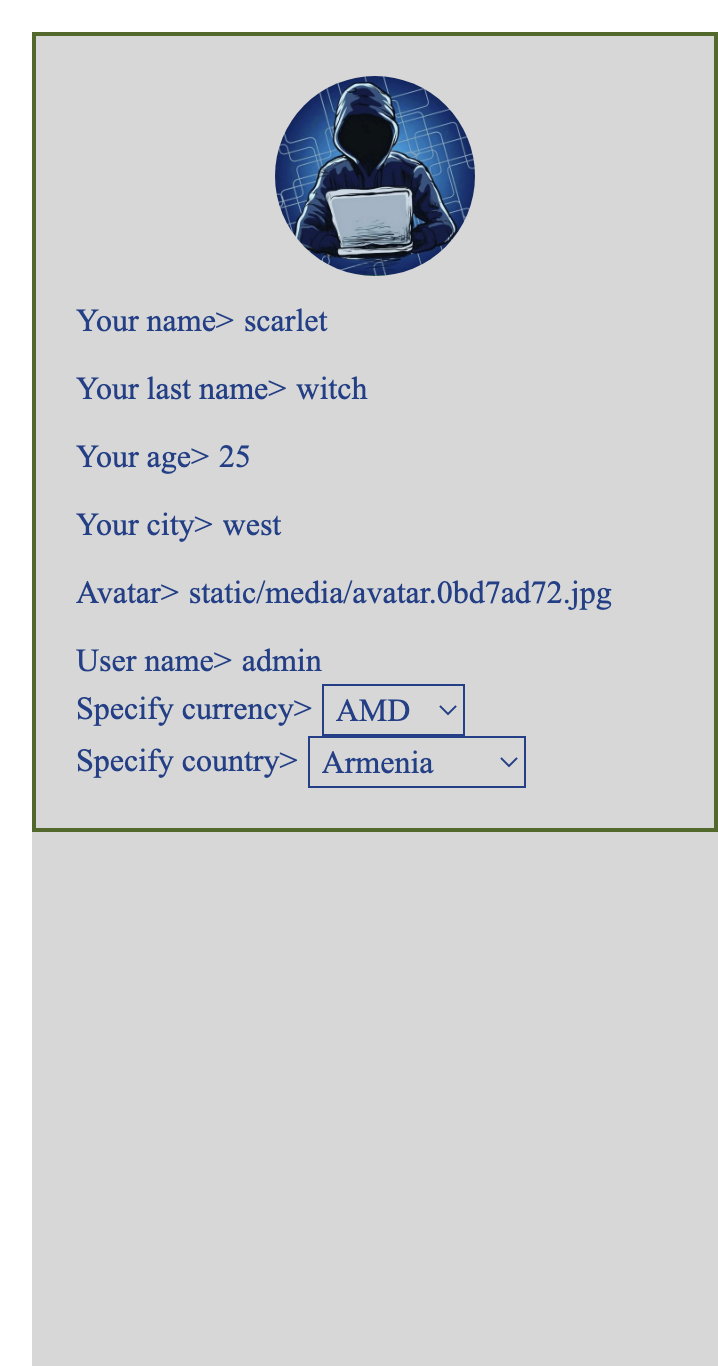 Your name> scarlet
Your last name> witch
Your age> 25
Your city> west
Avatar> static/media/avatar.0bd7ad72.jpg
User name> admin
Specify currency> AMD
Specify country> Armenia